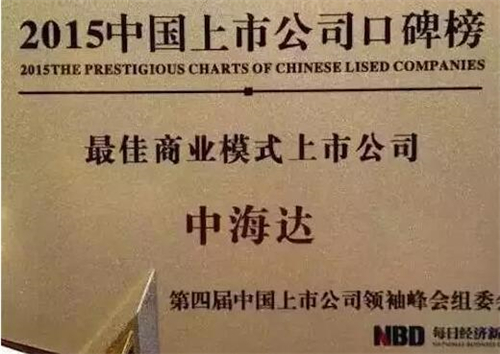 2015中国上市公司口碑榜
2015THE PRESTIGIOUS CHARTS OF CHINESE LISED COMPANIES
最佳商业模式上市公司
中海达
第四届中国上市公司领袖峰会组委会
NBD 每日经济新